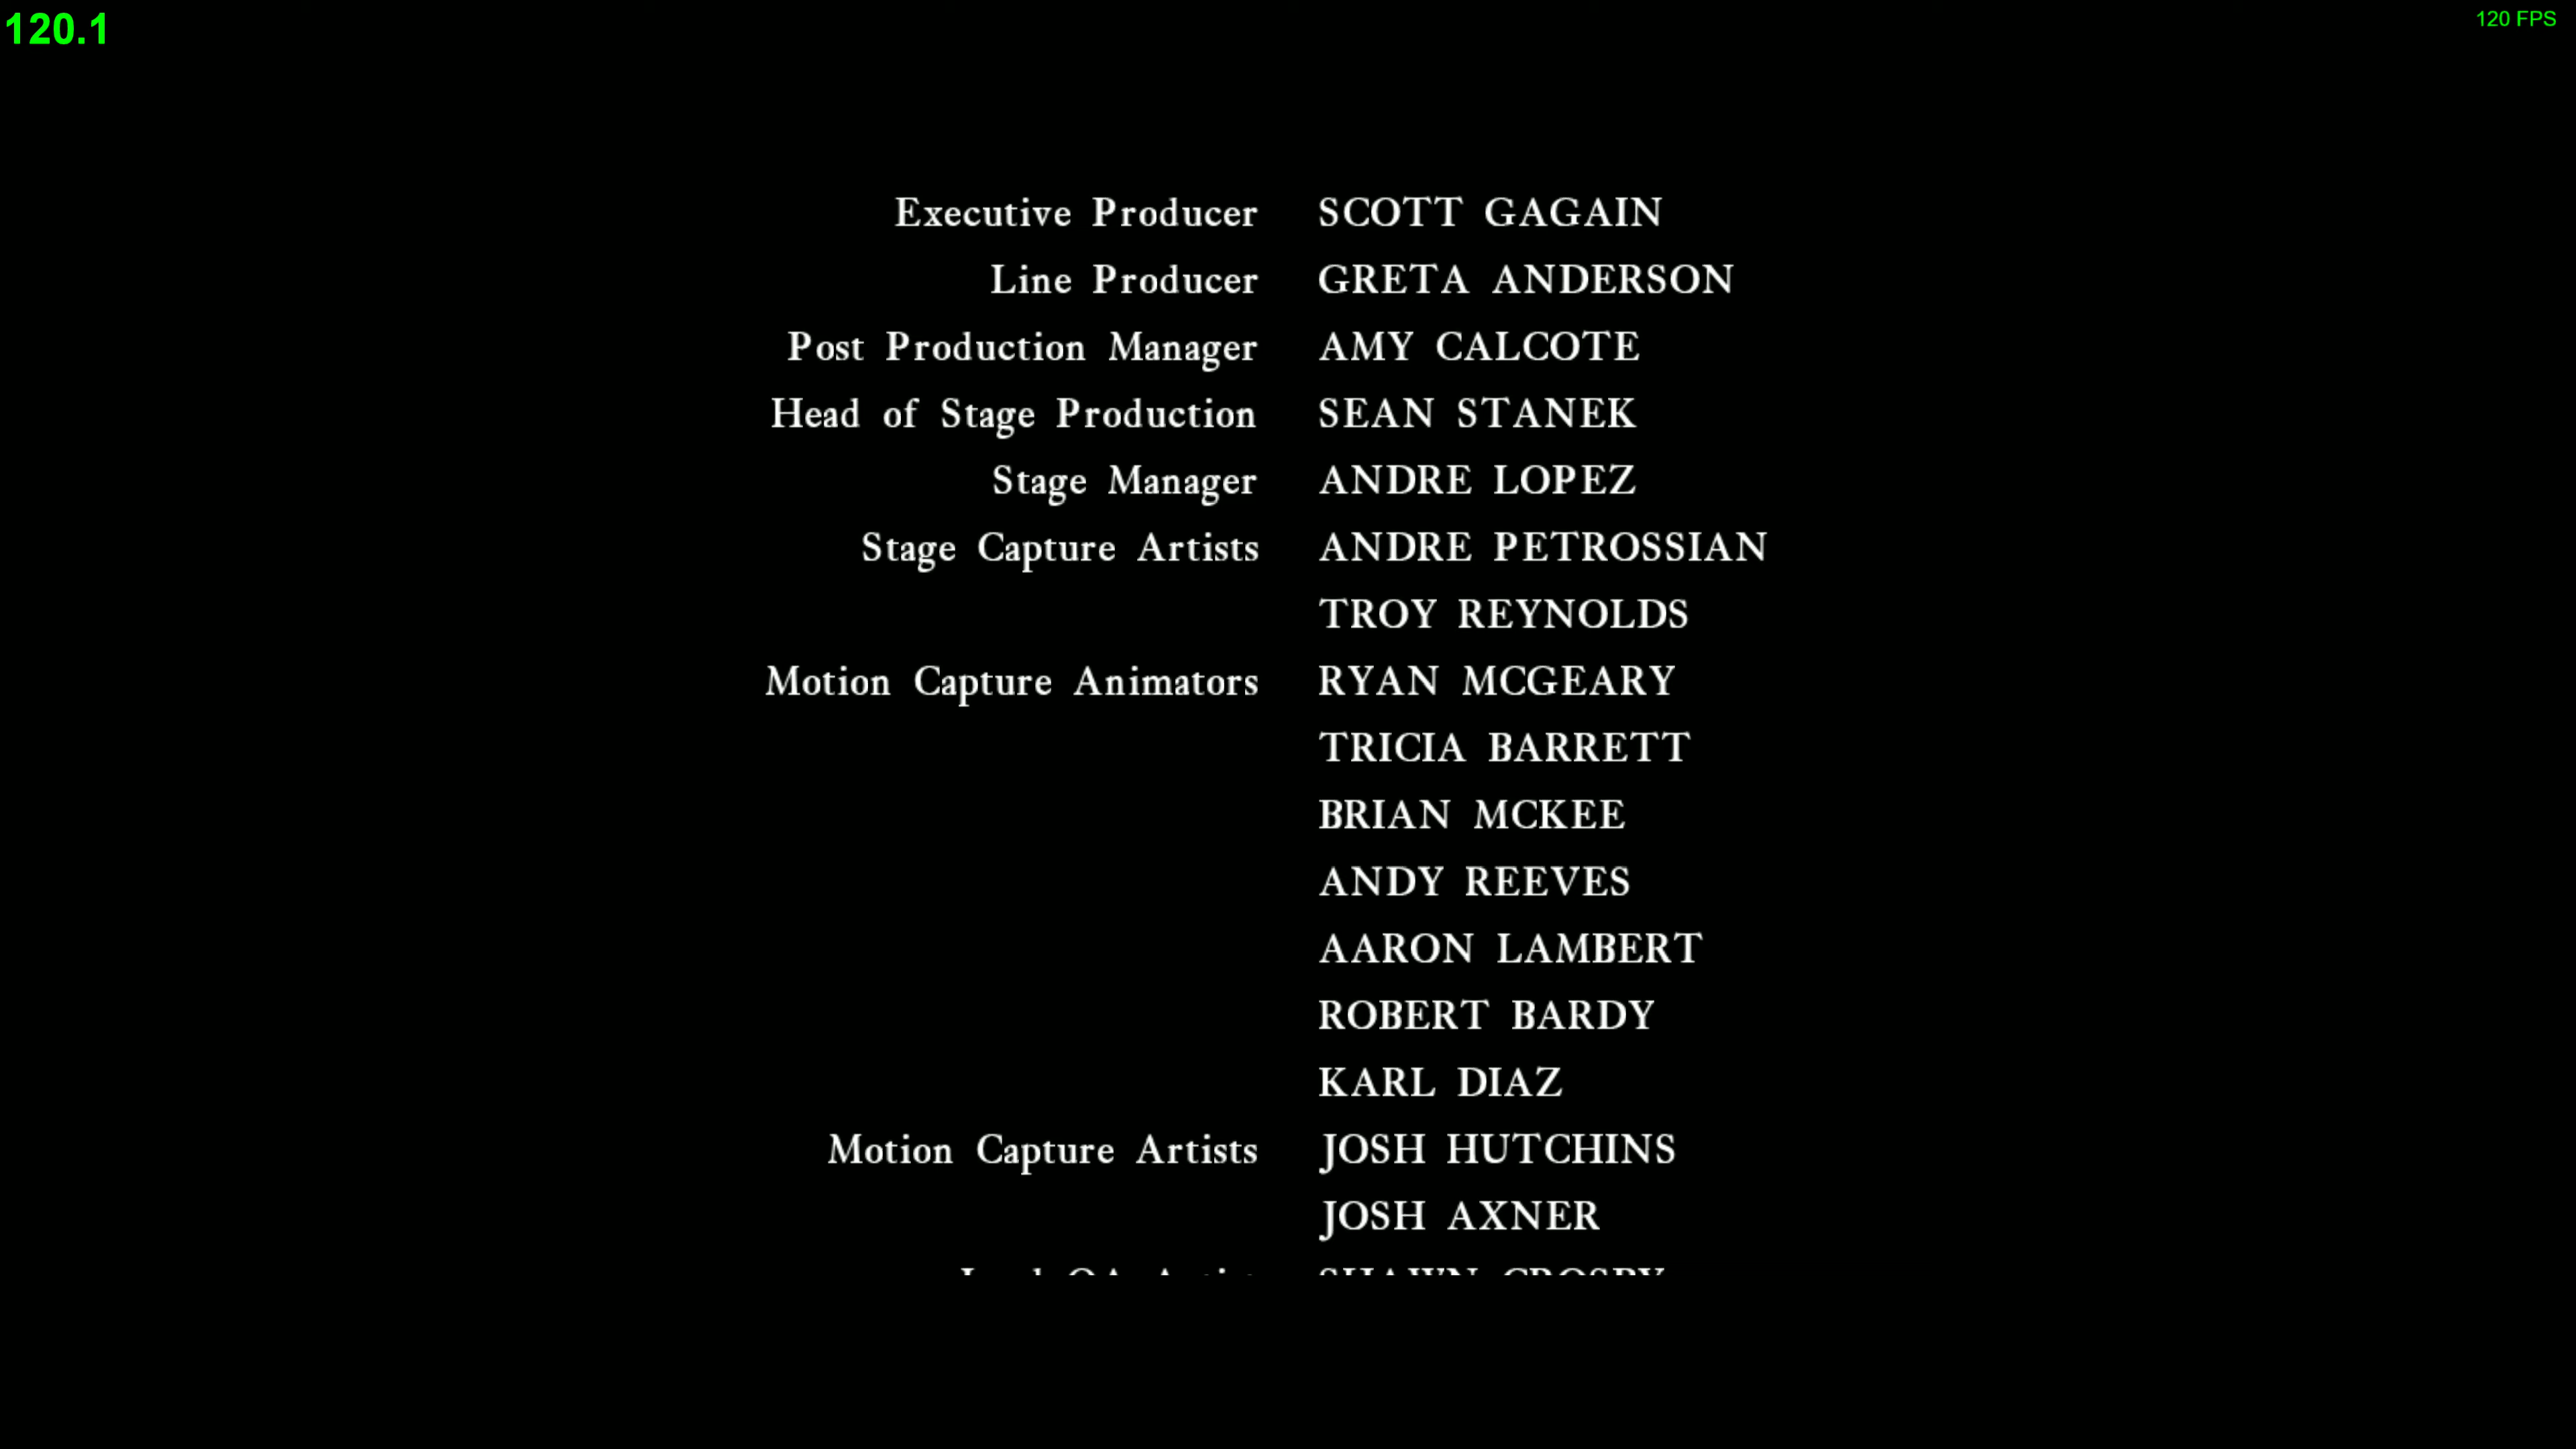 120.1
120 FPS
Executive Producer SCOTT GAGAIN
Line Producer GRETA ANDERSON
Post Production Manager AMY CALCOTE
Head of Stage Production SEAN STANEK
Stage Manager ANDRE LOPEZ
Stage Capture Artists ANDRE PETROSSIAN
TROY REYNOLDS
Motion Capture Animators RYAN MCGEARY
TRICIA BARRETT
BRIAN MCKEE
ANDY REEVES
AARON LAMBERT
ROBERT BARDY
KARL DIAZ
Motion Capture Artists JOSH HUTCHINS
JOSH AXNER
SHAWN CROSBY